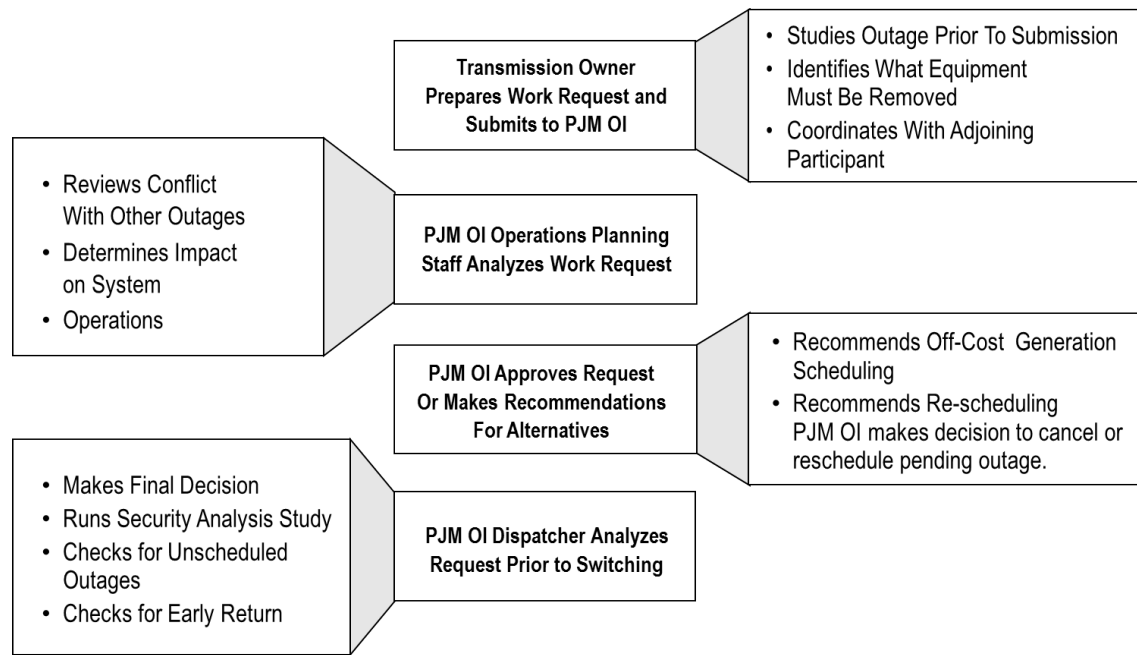 Transmission Owner
Prepares Work Request and
Submits to PJM OI
• Studies Outage Prior To Submission
• Identifies What Equipment
Must Be Removed
• Coordinates With Adjoining
Participant
• Reviews Conflict
With Other Outages
• Determines Impact
on System
• Operations
PJM OI Operations Planning
Staff Analyzes Work Request
PJM OI Approves Request
Or Makes Recommendations
For Alternatives
• Recommends Off-Cost Generation
Scheduling
• Recommends Re-scheduling
PJM OI makes decision to cancel or
reschedule pending outage.
• Makes Final Decision
• Runs Security Analysis Study
• Checks for Unscheduled
Outages
• Checks for Early Return
PJM OI Dispatcher Analyzes
Request Prior to Switching